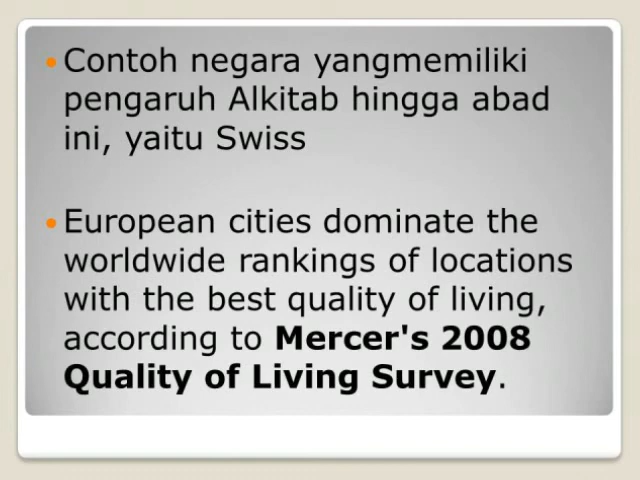 Contoh negara yangmemiliki
pengaruh Alkitab hingga abad
ini, yaitu Swiss
European cities dominate the
worldwide rankings of locations
with the best quality of living,
according to Mercer's 2008
Quality of Living Survey.